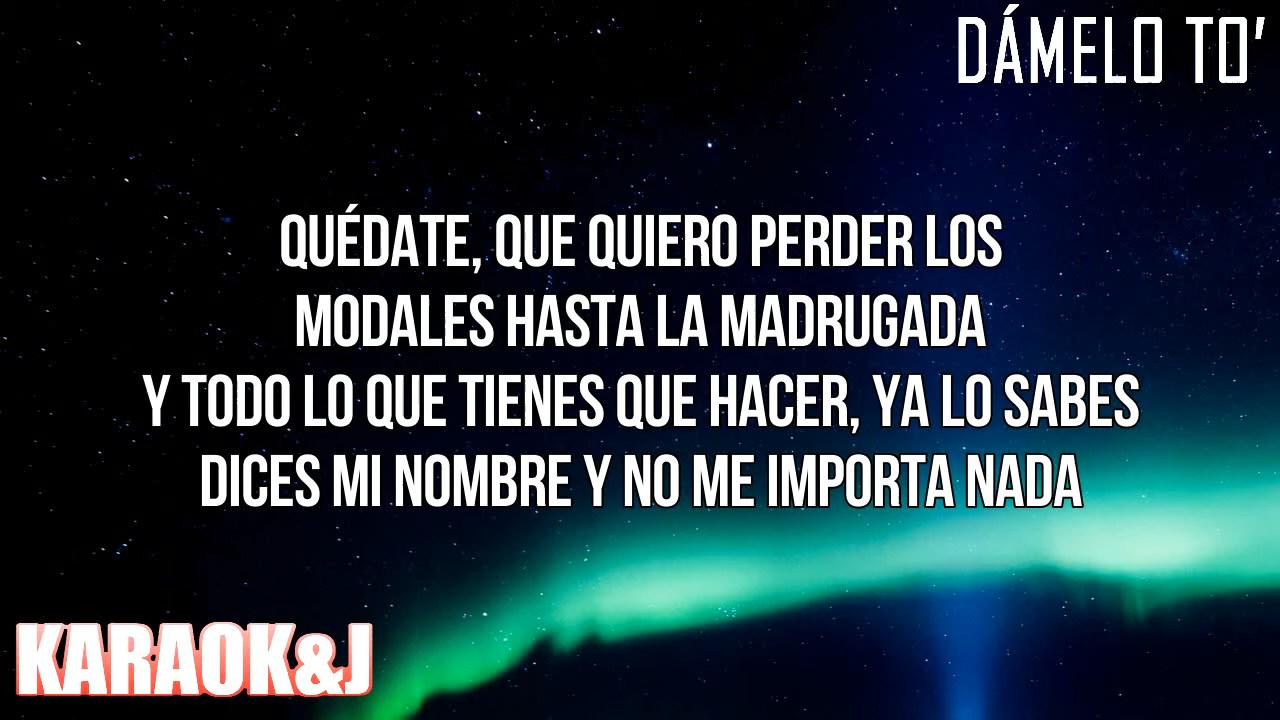 DÁMELO TO'
QUÉDATE, QUE QUIERO PERDER LOS
MODALES HASTA LA MADRUGADA
Y TODO LO QUE TIENES QUE HACER, YA LO SABES
DICES MI NOMBRE Y NO ME IMPORTA NADA
KARAOK&J